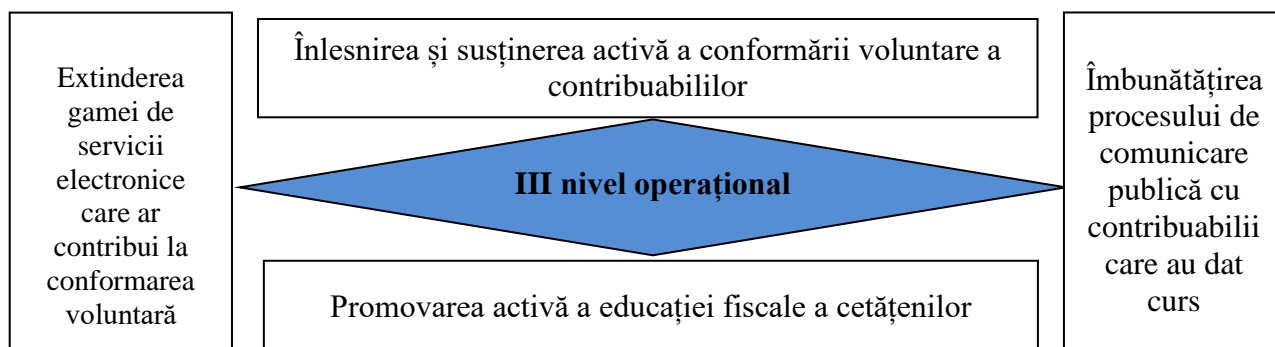 Extinderea
gamei de
servicii
electronice
care ar
contribui la
conformarea
voluntară
Înlesnirea și susținerea activă a conformării voluntare a
contribuabililor
III nivel operațional
Promovarea activă a educației fiscale a cetățenilor
Îmbunătățirea
procesului de
comunicare
publică cu
contribuabilii
care au dat
curs